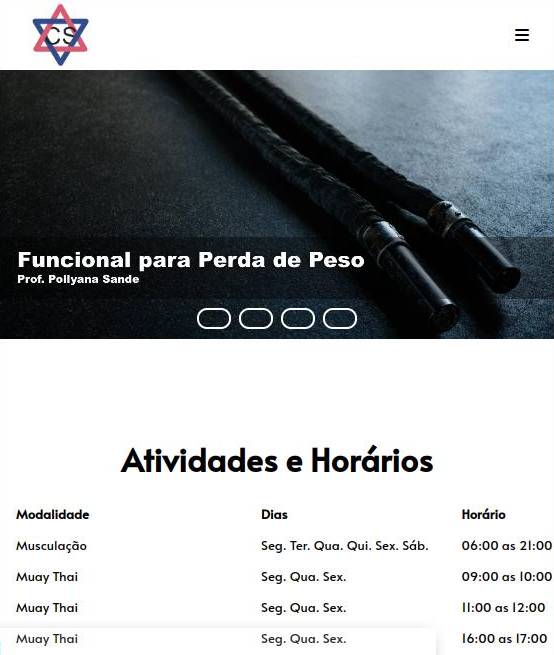 CS
Funcional para Perda de Peso
Prof. Pollyana Sande
Atividades e Horários
Modalidade Dias Horário
Musculação Seg. Ter. Qua. Qui. Sex. Sáb. 06:00 as 21:00
Muay Thai Seg. Qua. Sex. 09:00 as 10:00
Muay Thai Seg. Qua. Sex. 11:00 as 12:00
Muay Thai Seg. Qua. Sex. 16:00 as 17:00